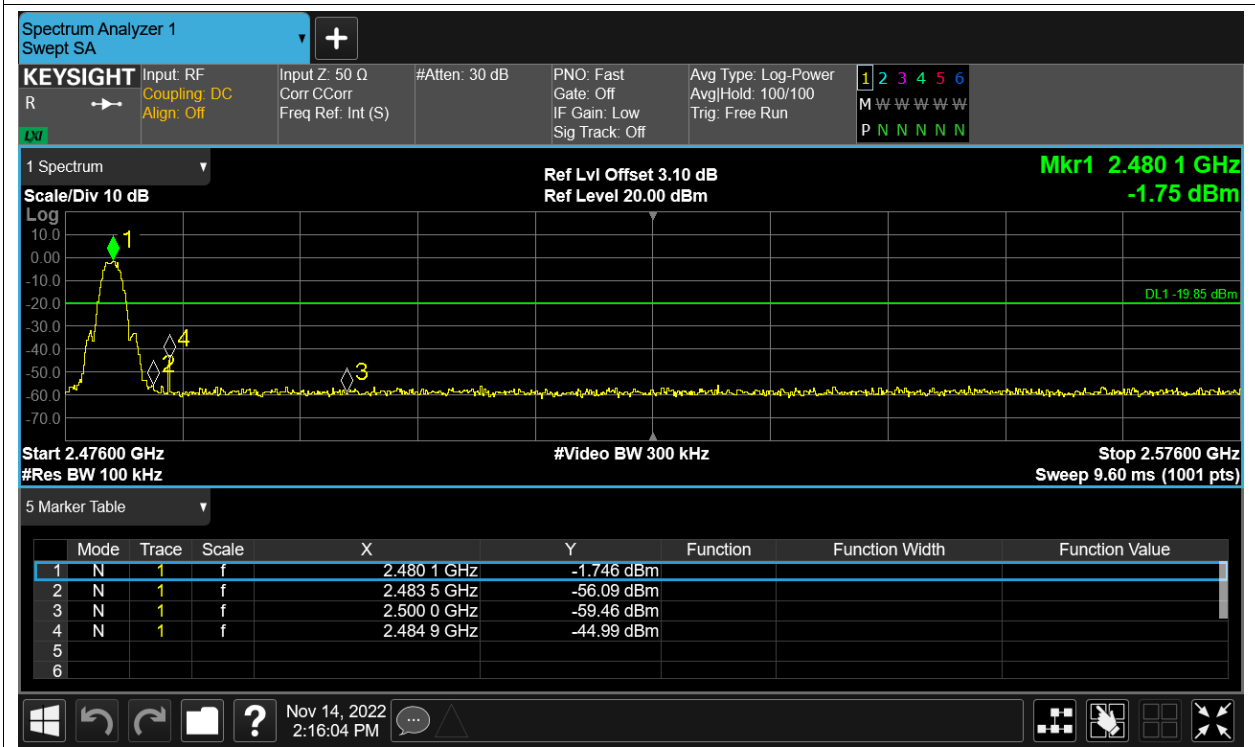 Spectrum Analyzer 1
Swept SA
KEYSIGHT Input: RF Input Z: 50 Ω #Atten: 30 dB PNO: Fast Avg Type: Log-Power 1 2 3 4 5 6
R Coupling: DC Corr CCorr Gate: Off Avg|Hold: 100/100 M W W W W W
Align: Off Freq Ref: Int (S) IF Gain: Low Trig: Free Run
LXI Sig Track: Off P N N N N N
1 Spectrum Ref Lvl Offset 3.10 dB Mkr1 2.480 1 GHz
Scale/Div 10 dB Ref Level 20.00 dBm -1.75 dBm
Log
10.0
1
0.00
-10.0
-20.0 DL1 -19.85 dBm
-30.0
4
-40.0
2
-50.0 3
-60.0
-70.0
Start 2.47600 GHz #Video BW 300 kHz Stop 2.57600 GHz
#Res BW 100 kHz Sweep 9.60 ms (1001 pts)
5 Marker Table
Mode Trace Scale X Y Function Function Width Function Value
1 N 1 f 2.480 1 GHz -1.746 dBm
2 N 1 f 2.483 5 GHz -56.09 dBm
3 N 1 f 2.500 0 GHz -59.46 dBm
4 N 1 f 2.484 9 GHz -44.99 dBm
5
6
? Nov 14, 2022
2:16:04 PM